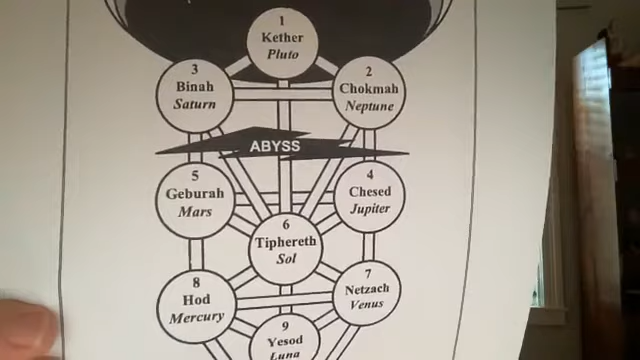 1
Kether
Pluto
3
Binah
Saturn
2
Chokmah
Neptune
ABYSS
5
Geburah
Mars
4
Chesed
Jupiter
6
Tiphereth
Sol
8
Hod
Mercury
7
Netzach
Venus
9
Yesod
Luna